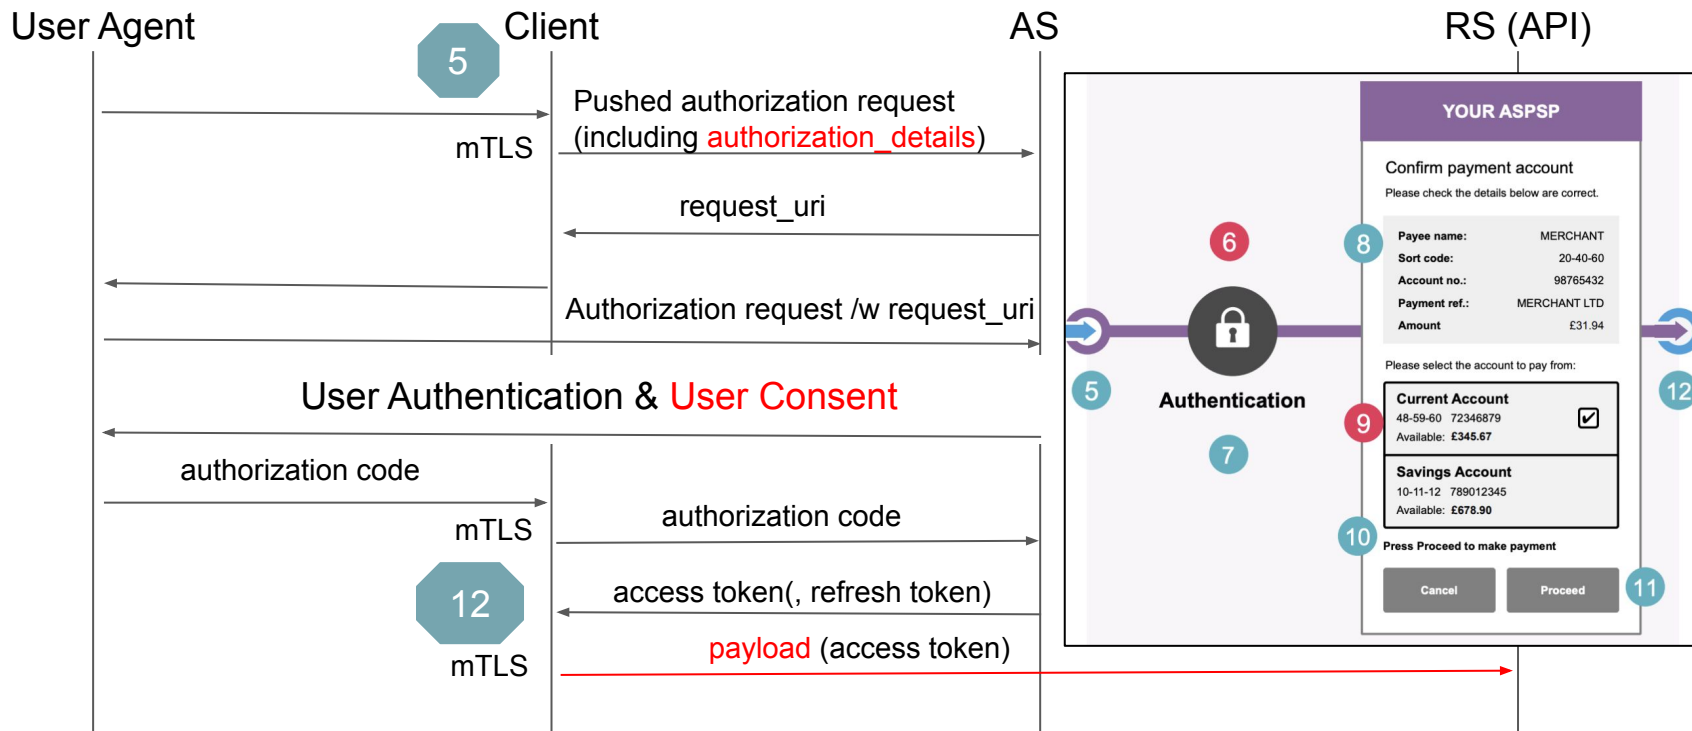 User Agent
Client
AS
RS (API)
5
Pushed authorization request
(including authorization_details)
mTLS
request_uri
Authorization request /w request_uri
User Authentication & User Consent
authorization code
mTLS
authorization code
12
access token(, refresh token)
mTLS
payload (access token)
5
6
Authentication
7
YOUR ASPSP
Confirm payment account
Please check the details below are correct.
8
Payee name: MERCHANT
Sort code: 20-40-60
Account no.: 98765432
Payment ref.: MERCHANT LTD
Amount £31.94
Please select the account to pay from:
9
Current Account
48-59-60 72346879
Available: £345.67
Savings Account
10-11-12 789012345
Available: £678.90
10
Press Proceed to make payment
Cancel
Proceed
11
12